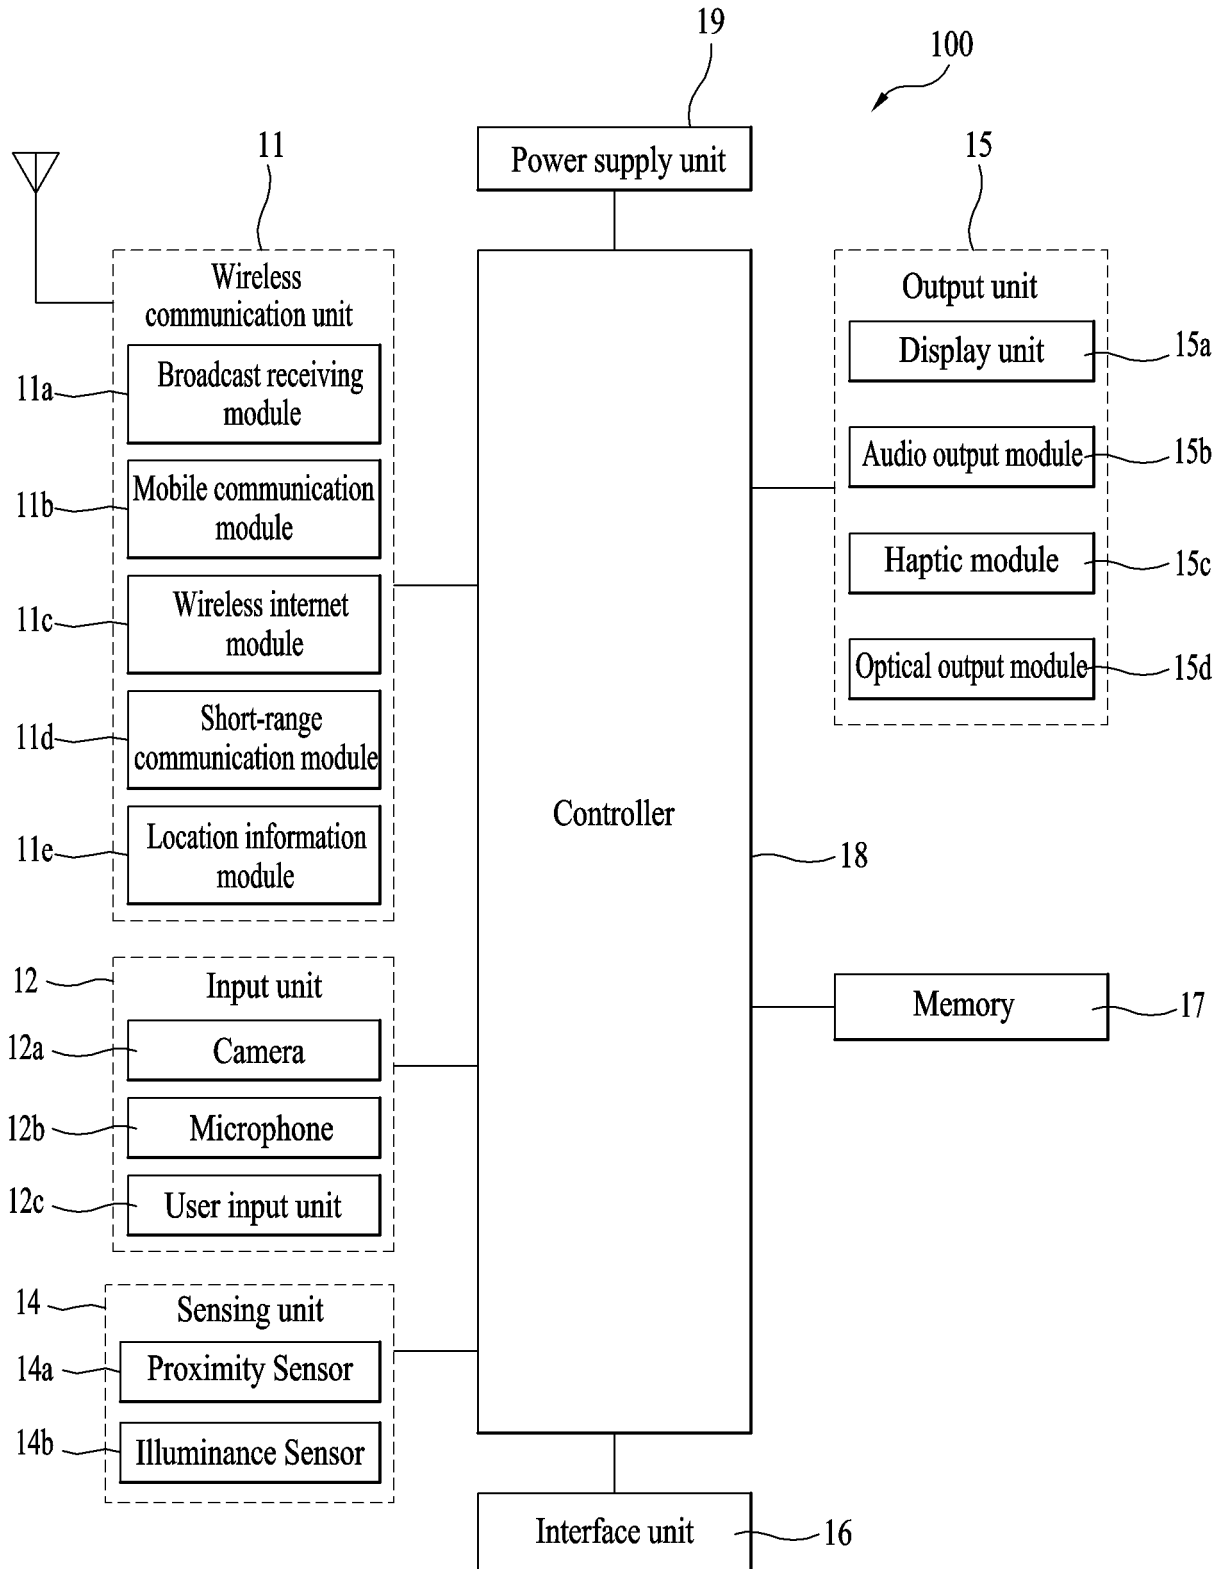 19
100
Power supply unit
11
Wireless
communication unit
11a
Broadcast receiving
module
11b
Mobile communication
module
11c
Wireless internet
module
11d
Short-range
communication module
11e
Location information
module
12
Input unit
12a
Camera
12b
Microphone
12c
User input unit
14
Sensing unit
14a
Proximity Sensor
14b
Illuminance Sensor
Controller
18
15
Output unit
Display unit
15a
Audio output module
15b
Haptic module
15c
Optical output module
15d
Memory
17
Interface unit
16